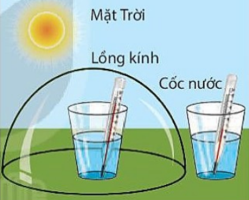 Mặt Trời
Lồng kính
Cốc nước